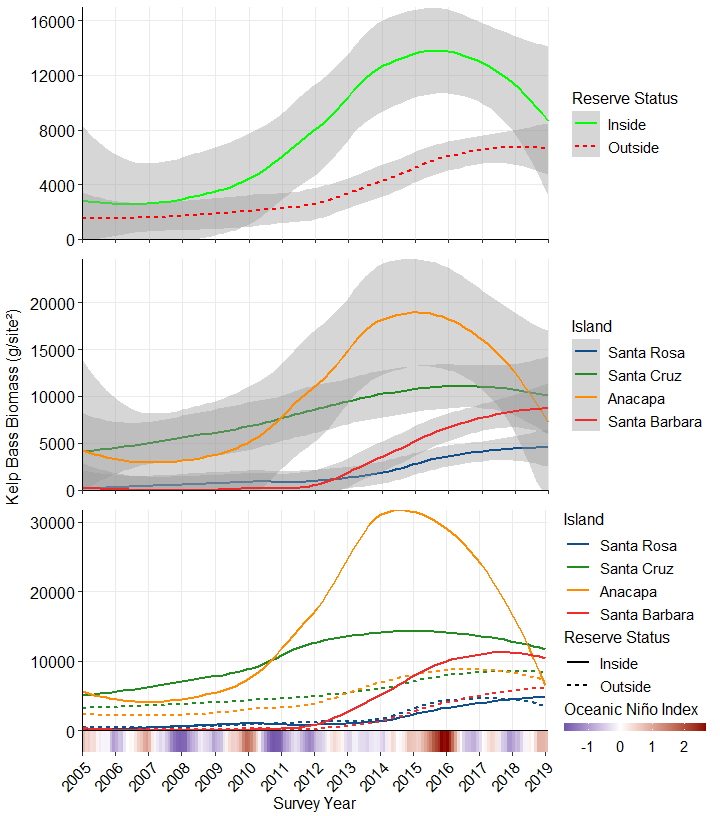 16000
12000
8000
4000
0
Reserve Status
Inside
Outside
Kelp Bass Biomass (g/site²)
20000
15000
10000
5000
0
Island
Santa Rosa
Santa Cruz
Anacapa
Santa Barbara
30000
20000
10000
0
Island
Santa Rosa
Santa Cruz
Anacapa
Santa Barbara
Reserve Status
Inside
Outside
Oceanic Niño Index
-1 0 1 2
2005 2006 2007 2008 2009 2010 2011 2012 2013 2014 2015 2016 2017 2018 2019
Survey Year